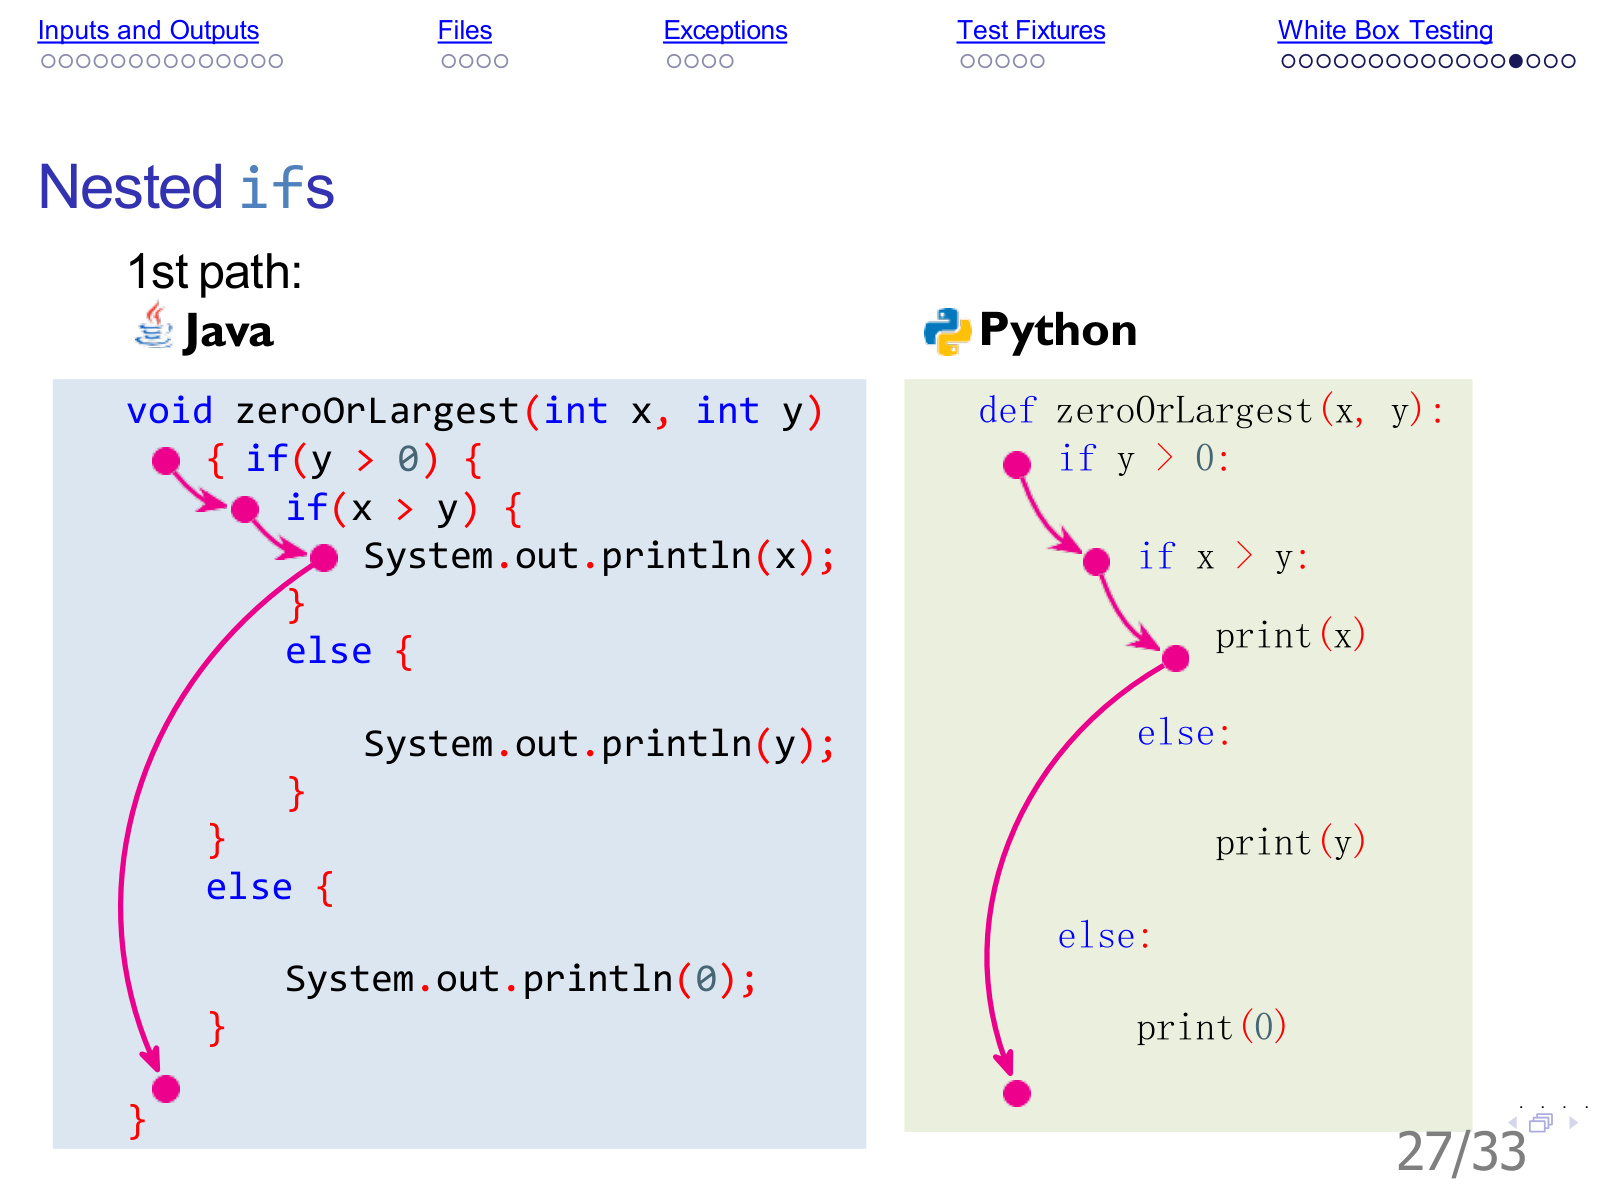 Inputs and Outputs Files Exceptions Test Fixtures White Box Testing
Nested ifs
1st path:
Java
void zeroOrLargest(int x, int y)
{ if(y > 0) {
if(x > y) {
System.out.println(x);
}
else {
System.out.println(y);
}
}
else {
System.out.println(0);
}
}
Python
def zeroOrLargest(x, y):
if y > 0:
if x > y:
print(x)
else:
print(y)
else:
print(0)
27/33